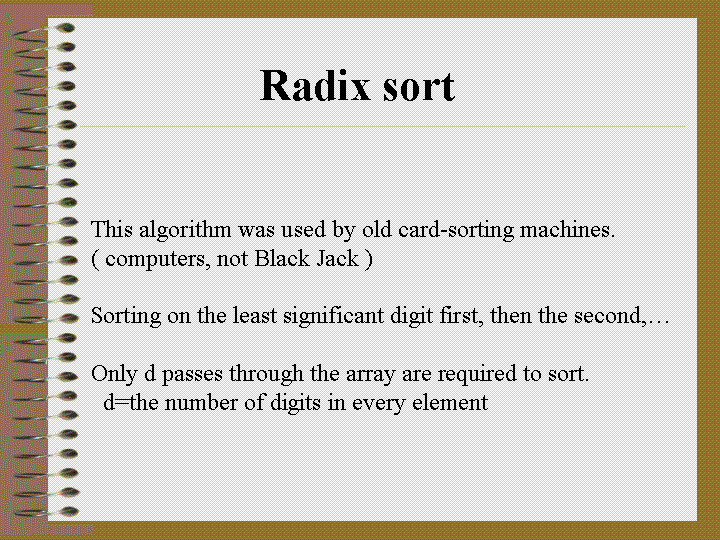 Radix sort
This algorithm was used by old card-sorting machines.
( computers, not Black Jack )
Sorting on the least significant digit first, then the second,…
Only d passes through the array are required to sort.
d=the number of digits in every element